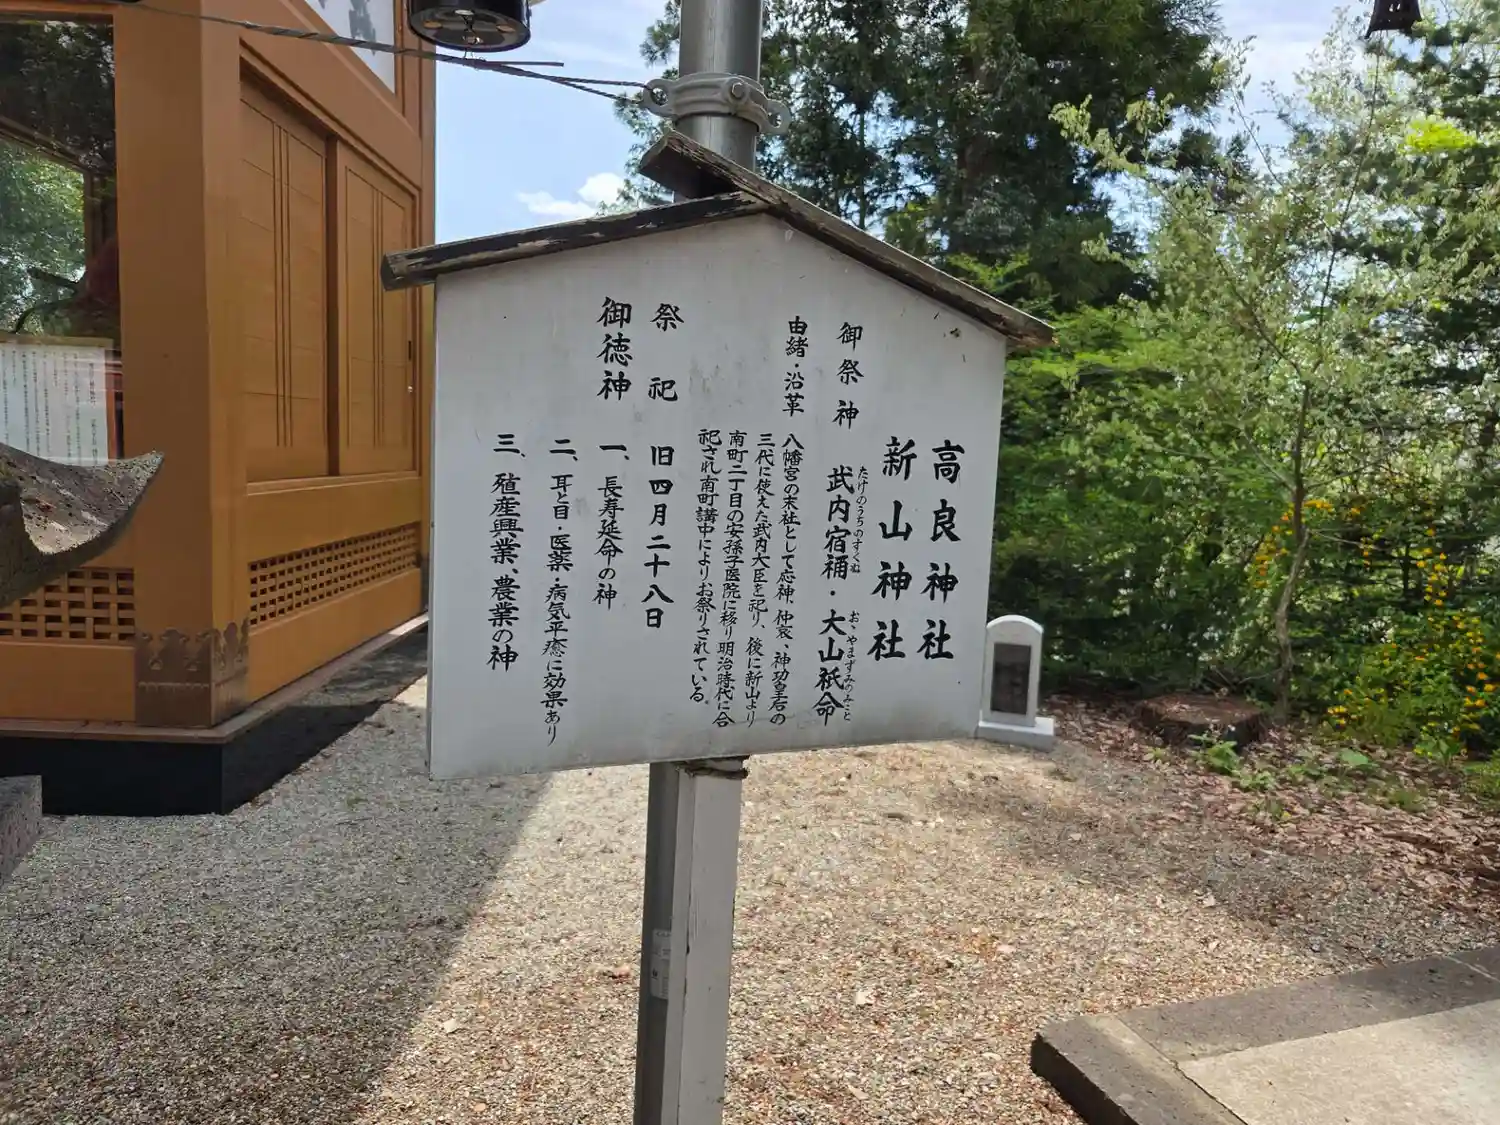 高良神社
新山神社
御祭神
たけのうちのすくね
武内宿禰・大山祇命
おゝやまずみのみこと
由緒・沿革
八幡宮の末社として応神、仲哀、神功皇后の
三代に使えた武内大臣を祀り、後に新山より
南町二丁目の安孫子医院に移り明治時代に合
祀され南町講中によりお祭りされている。
祭祀
旧四月二十八日
御徳神
一、長寿延命の神
二、耳と目・医薬・病気平癒に効果あり
三、殖産興業、農業の神